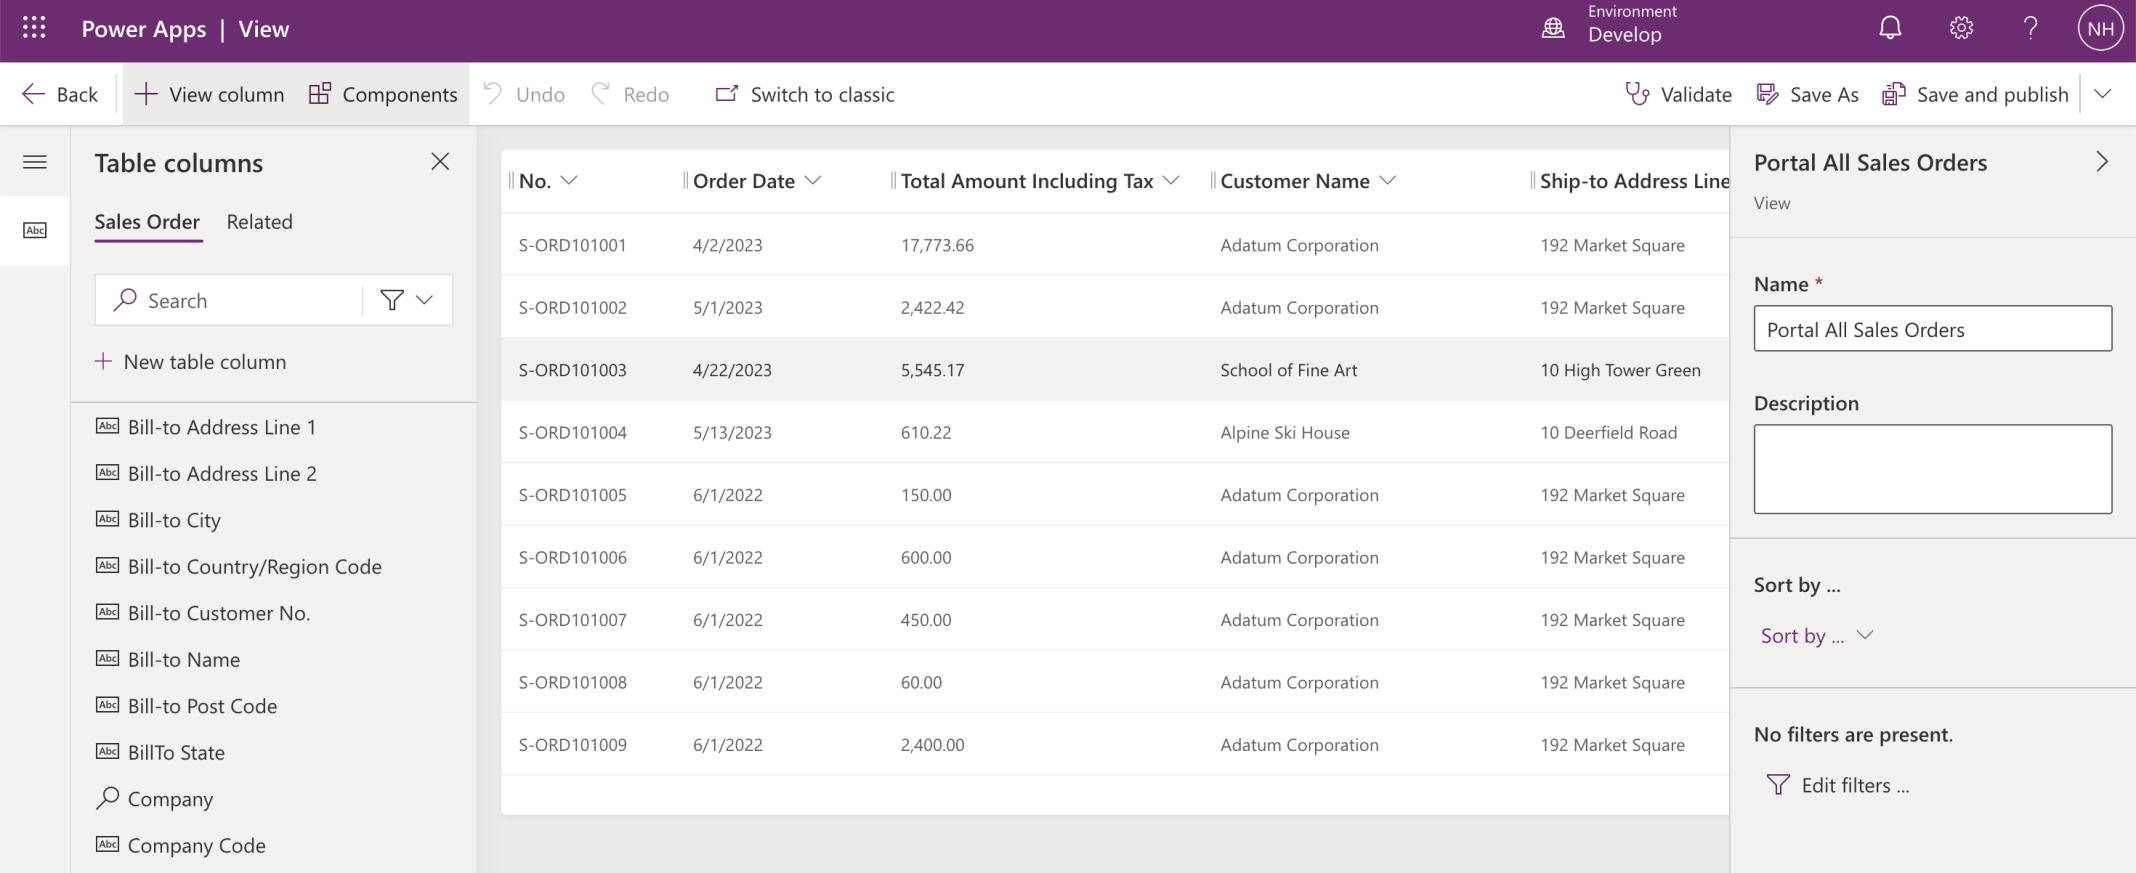 Power Apps | View
Environment
Develop
NH
Back
View column
Components
Undo
Redo
Switch to classic
Validate
Save As
Save and publish
Table columns
Sales Order
Related
Search
New table column
Abc
Abc Bill-to Address Line 1
Abc Bill-to Address Line 2
Abc Bill-to City
Abc Bill-to Country/Region Code
Abc Bill-to Customer No.
Abc Bill-to Name
Abc Bill-to Post Code
Abc BillTo State
Company
Abc Company Code
No. Order Date Total Amount Including Tax Customer Name Ship-to Address Line
S-ORD101001 4/2/2023 17,773.66 Adatum Corporation 192 Market Square
S-ORD101002 5/1/2023 2,422.42 Adatum Corporation 192 Market Square
S-ORD101003 4/22/2023 5,545.17 School of Fine Art 10 High Tower Green
S-ORD101004 5/13/2023 610.22 Alpine Ski House 10 Deerfield Road
S-ORD101005 6/1/2022 150.00 Adatum Corporation 192 Market Square
S-ORD101006 6/1/2022 600.00 Adatum Corporation 192 Market Square
S-ORD101007 6/1/2022 450.00 Adatum Corporation 192 Market Square
S-ORD101008 6/1/2022 60.00 Adatum Corporation 192 Market Square
S-ORD101009 6/1/2022 2,400.00 Adatum Corporation 192 Market Square
Portal All Sales Orders
View
Name *
Portal All Sales Orders
Description
Sort by ...
Sort by ...
No filters are present.
Edit filters ...